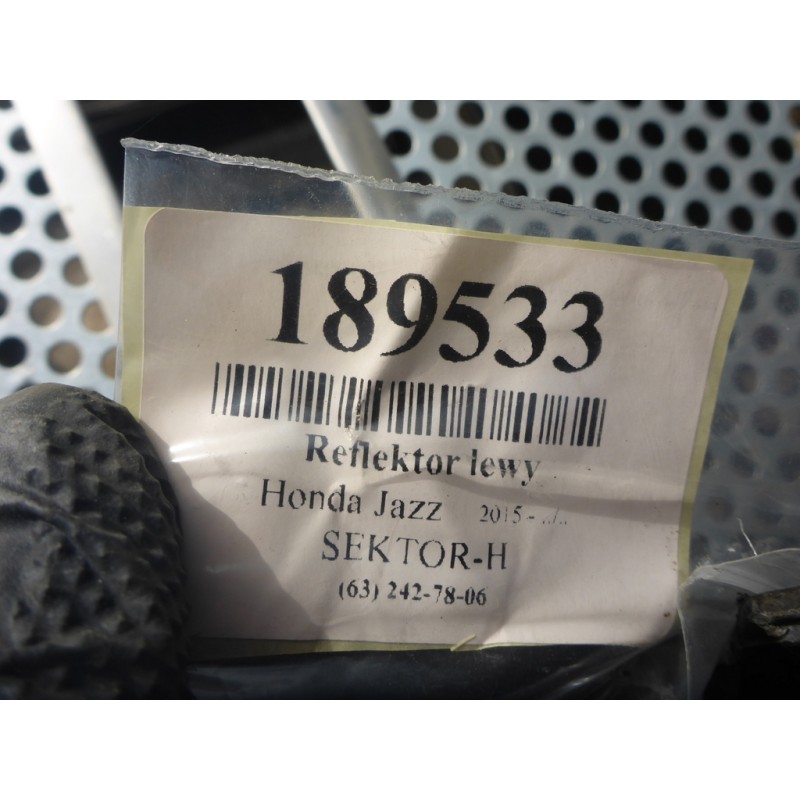 189533
Reflektor lewy
Honda Jazz 2015 - ../..
SEKTOR-H
(63) 242-78-06